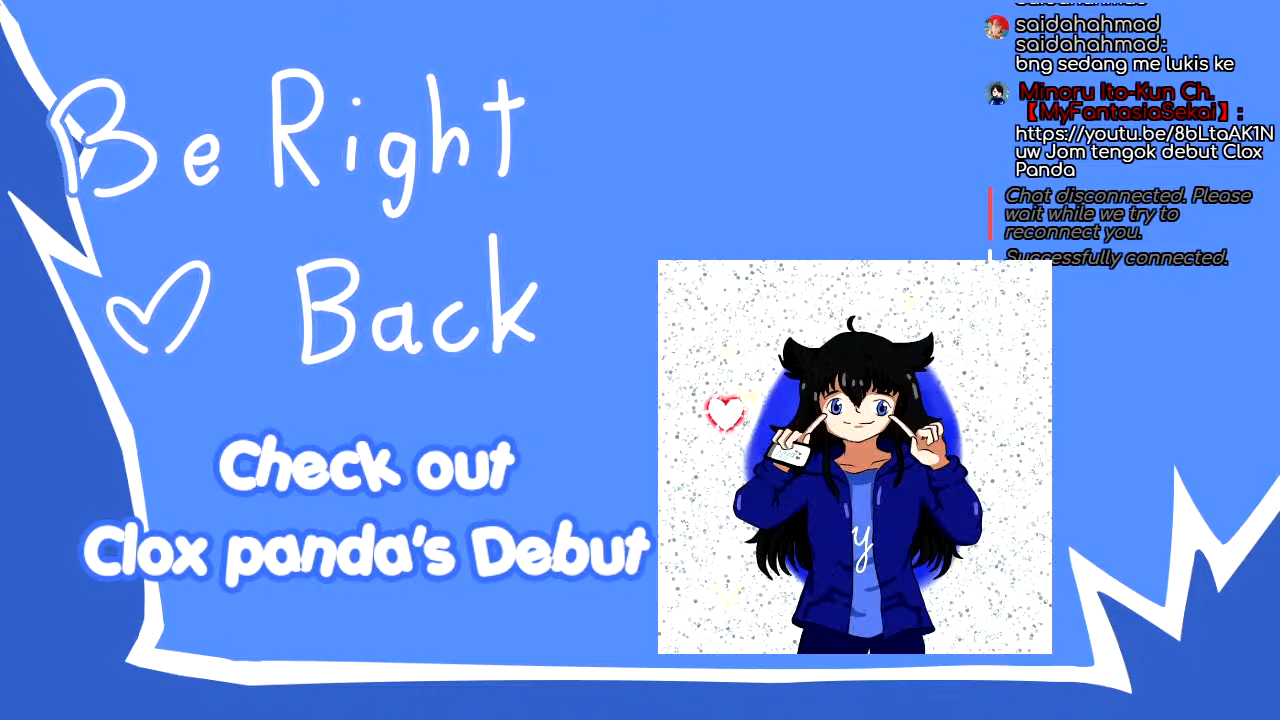 Be Right
Back
Check out
Clox panda's Debut
saidahahmad
saidahahmad:
bng sedang me lukis ke
Minoru Ito-Kun Ch.
【MyFantasiaSekai】:
https://youtu.be/8bLtaAK1N
uw Jom tengok debut Clox
Panda
Chat disconnected. Please
wait while we try to
reconnect you.
Successfully connected.
y